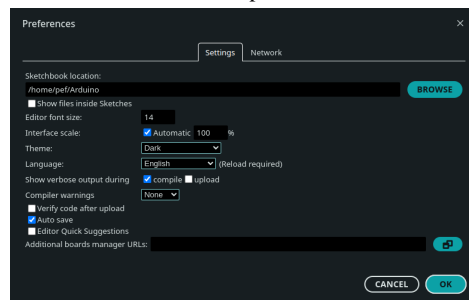 Preferences
Settings Network
Sketchbook location:
/home/pef/Arduino BROWSE
Show files inside Sketches
Editor font size: 14
Interface scale: Automatic 100 %
Theme: Dark
Language: English (Reload required)
Show verbose output during compile upload
Compiler warnings None
Verify code after upload
Auto save
Editor Quick Suggestions
Additional boards manager URLs:
CANCEL OK